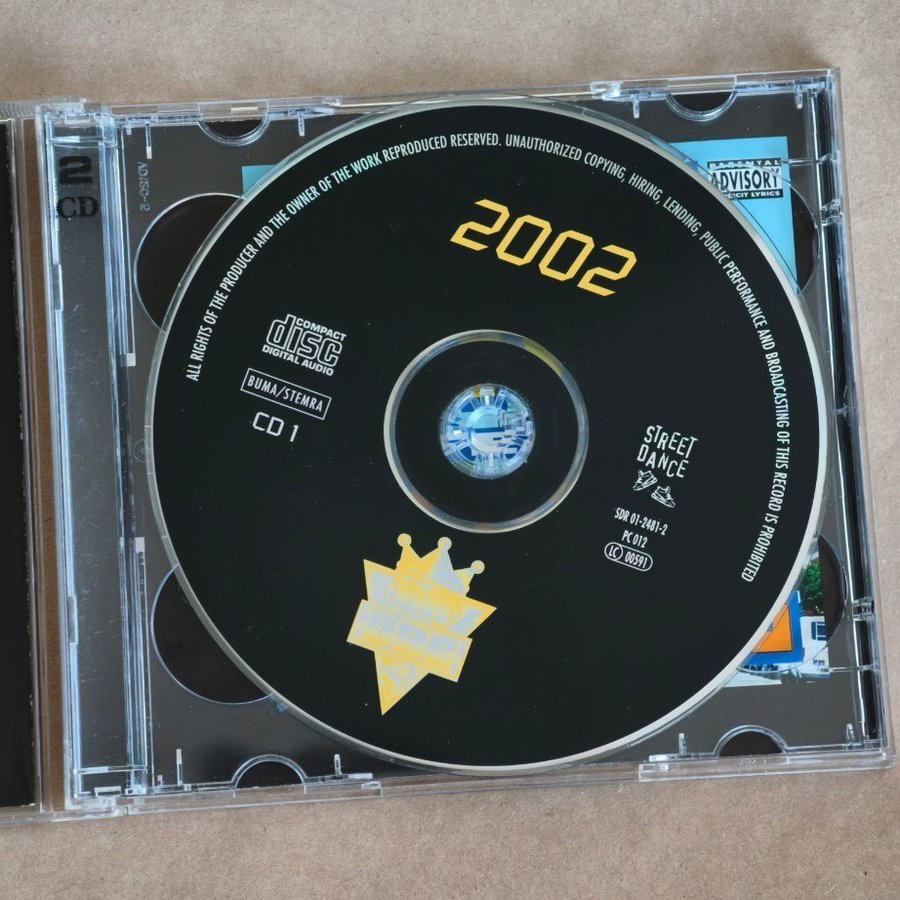 2
CD
PARENTAL
ADVISORY
ALL RIGHTS OF THE PRODUCER AND THE OWNER OF THE WORK REPRODUCED RESERVED. UNAUTHORIZED COPYING, HIRING, LENDING, PUBLIC PERFORMANCE AND BROADCASTING OF THIS RECORD IS PROHIBITED
2002
COMPACT
disc
DIGITAL AUDIO
BUMA/STEMRA
CD 1
STREET
DANCE
SDR 01-2481-2
PC 012
LC 00591